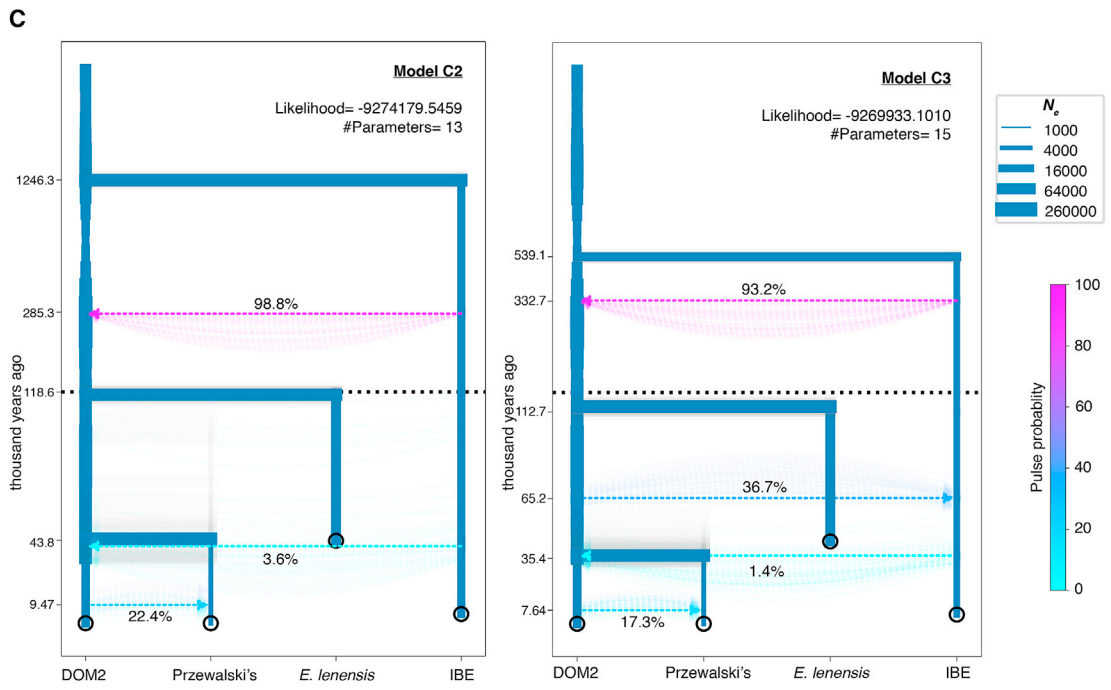 C
Model C2
Likelihood= -9274179.5459
#Parameters= 13
1246.3
285.3
118.6
43.8
9.47
thousand years ago
98.8%
3.6%
22.4%
DOM2
Przewalski's
E. lenensis
IBE
Model C3
Likelihood= -9269933.1010
#Parameters= 15
539.1
332.7
112.7
65.2
35.4
7.64
thousand years ago
93.2%
36.7%
1.4%
17.3%
DOM2
Przewalski's
E. lenensis
IBE
Ne
1000
4000
16000
64000
260000
100
80
60
40
20
0
Pulse probablity